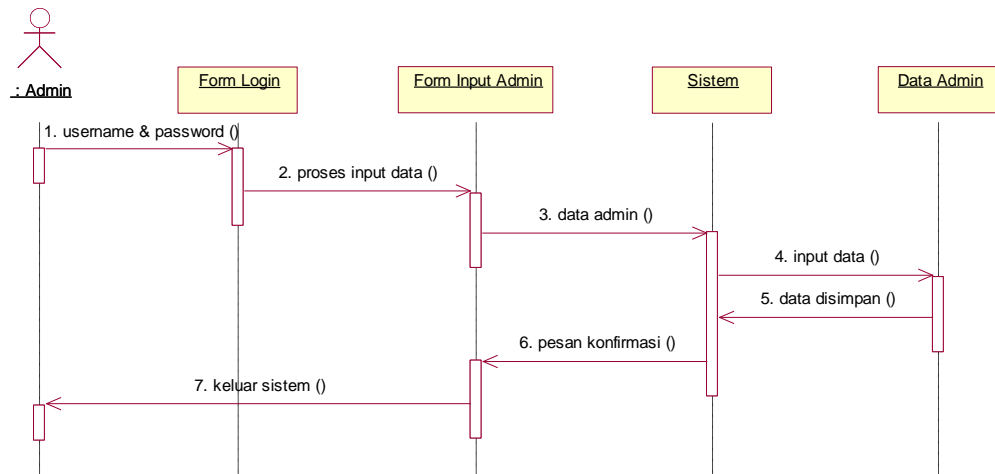 : Admin
Form Login
Form Input Admin
Sistem
Data Admin
1. username & password ()
2. proses input data ()
3. data admin ()
4. input data ()
5. data disimpan ()
6. pesan konfirmasi ()
7. keluar sistem ()